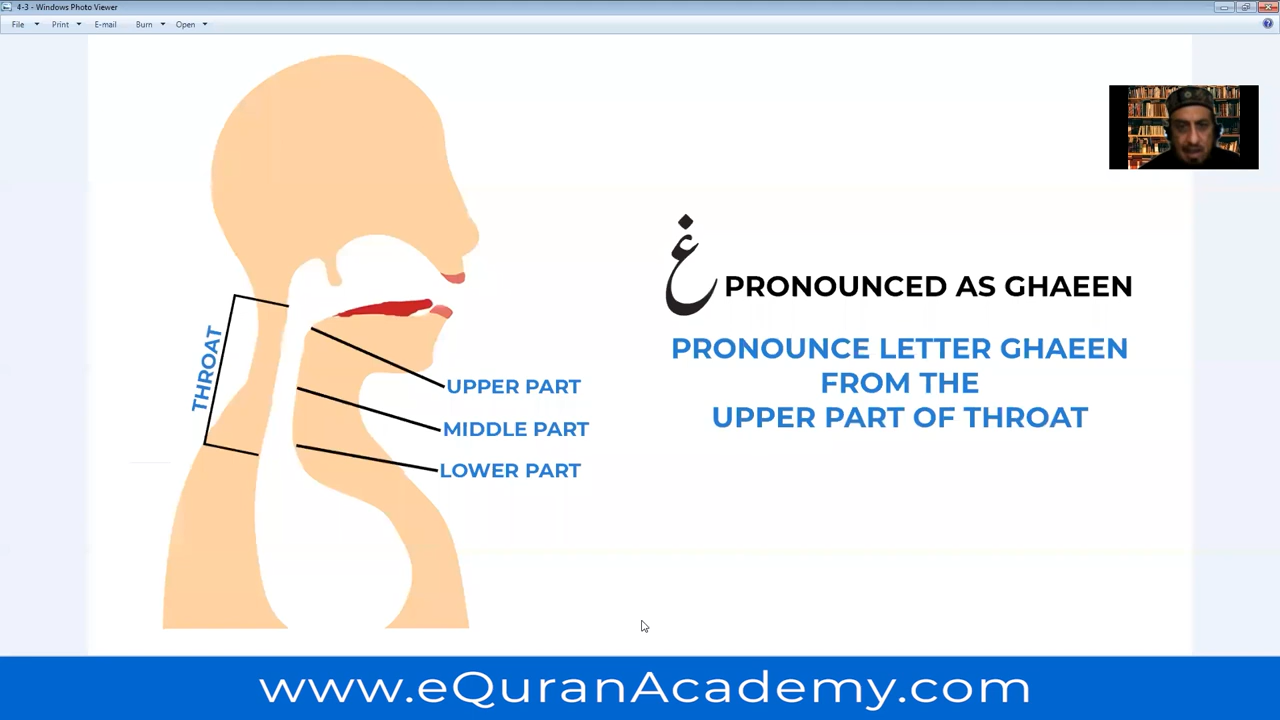 4-3 - Windows Photo Viewer
File Print E-mail Burn Open
غ PRONOUNCED AS GHAEEN
PRONOUNCE LETTER GHAEEN
FROM THE
UPPER PART OF THROAT
THROAT
UPPER PART
MIDDLE PART
LOWER PART
www.eQuranAcademy.com